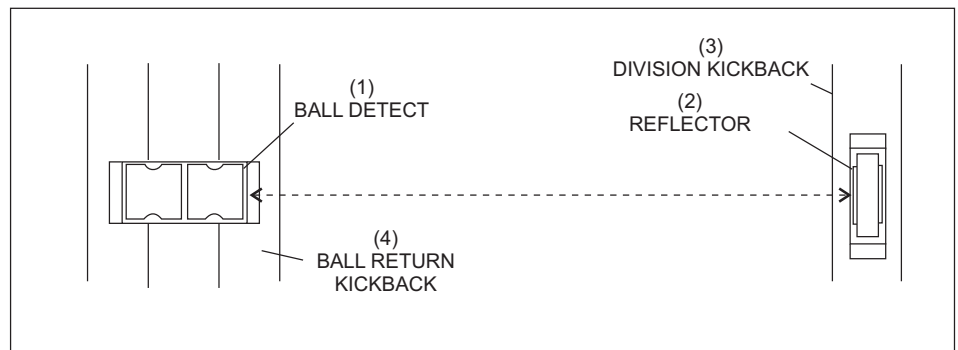 (3)
DIVISION KICKBACK
(1)
BALL DETECT
(2)
REFLECTOR
(4)
BALL RETURN
KICKBACK